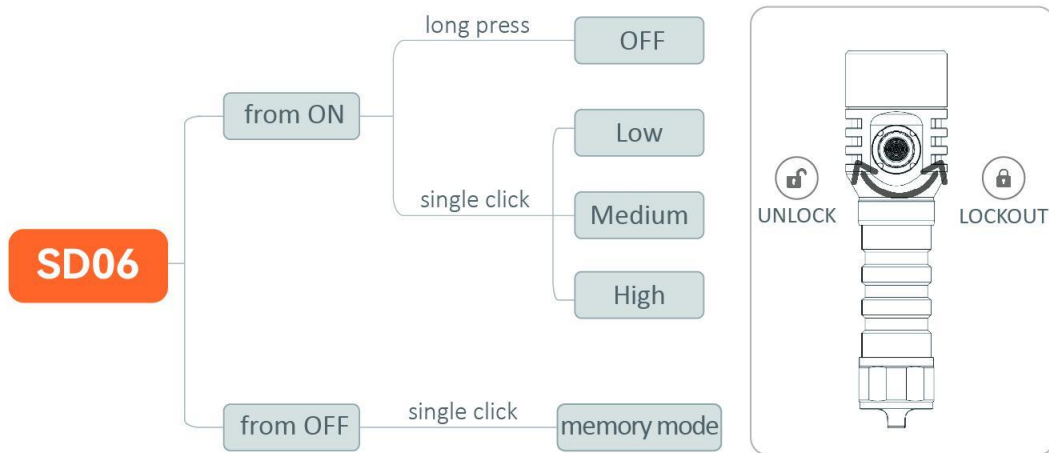 SD06
from ON
long press
OFF
single click
Low
Medium
High
from OFF
single click
memory mode
UNLOCK
LOCKOUT